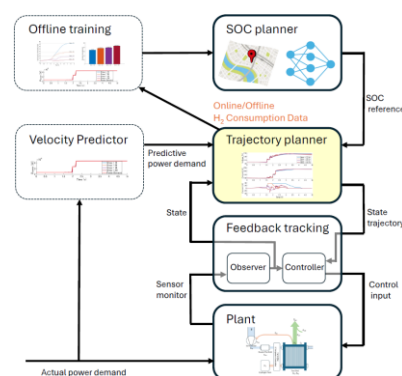 Offline training
SOC planner
Online/Offline
H₂ Consumption Data
SOC
reference
Velocity Predictor
Predictive
power demand
Trajectory planner
State
State
trajectory
Feedback tracking
Observer
Controller
Sensor
monitor
Control
input
Plant
Actual power demand